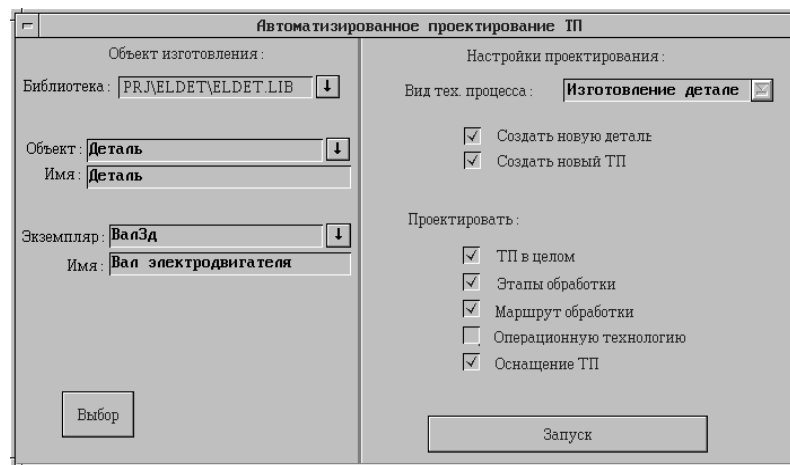 Автоматизированное проектирование ТП
Объект изготовления :
Библиотека : PRJ\ELDET\ELDET.LIB
Объект : Деталь
Имя : Деталь
Экземпляр : ВалЗд
Имя : Вал электродвигателя
Выбор
Настройки проектирования :
Вид тех. процесса : Изготовление детале
Создать новую деталь
Создать новый ТП
Проектировать :
ТП в целом
Этапы обработки
Маршрут обработки
Операционную технологию
Оснащение ТП
Запуск